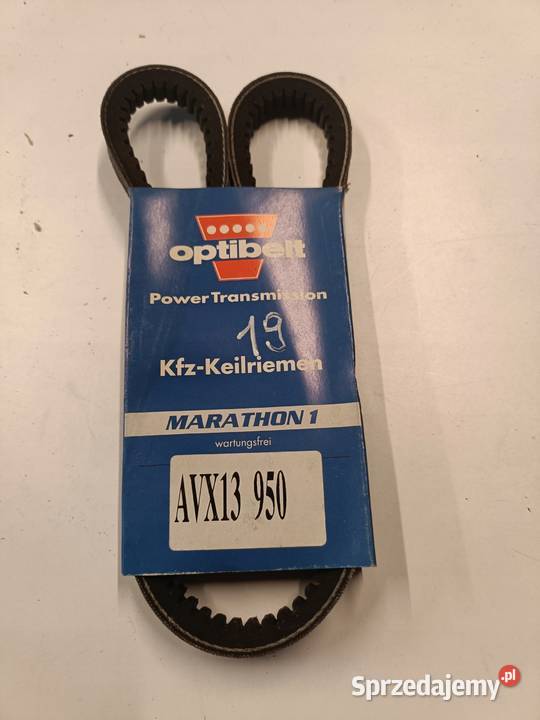 optibelt
Power Transmission
19
Kfz-Keilriemen
MARATHON 1
wartungsfrei
AVX13 950
Sprzedajemy.pl